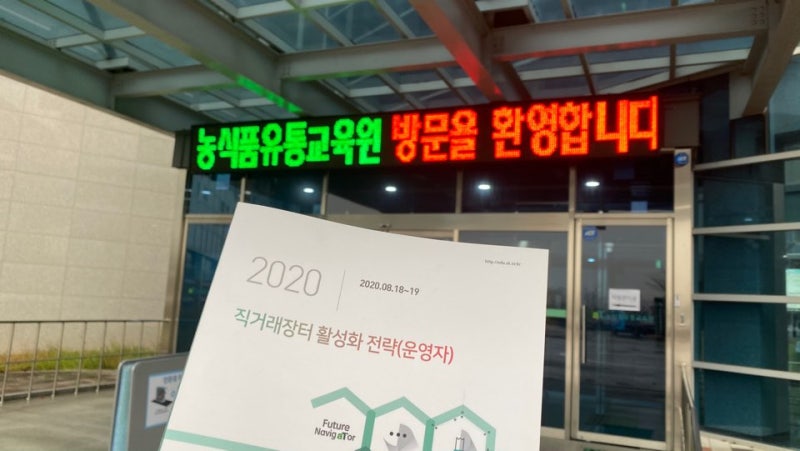 농식품유통교육원 방문을 환영합니다
2020
2020.08.18~19
직거래장터 활성화 전략(운영자)
Future
Navigator